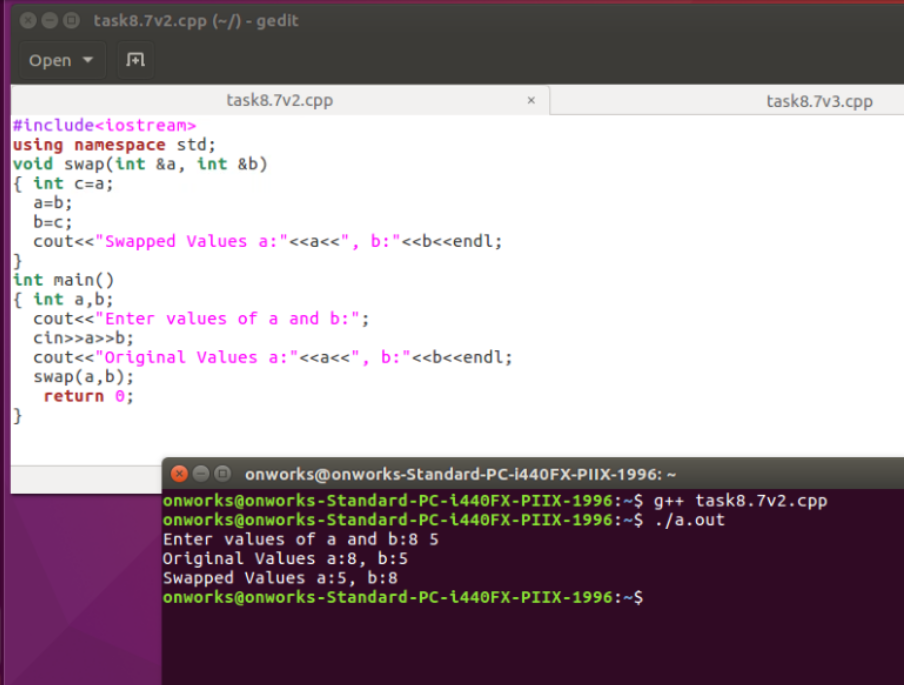 task8.7v2.cpp (~/) - gedit
Open
task8.7v2.cpp × task8.7v3.cpp
#include<iostream>
using namespace std;
void swap(int &a, int &b)
{ int c=a;
  a=b;
  b=c;
  cout<<"Swapped Values a:"<<a<<", b:"<<b<<endl;
}
int main()
{ int a,b;
  cout<<"Enter values of a and b:";
  cin>>a>>b;
  cout<<"Original Values a:"<<a<<", b:"<<b<<endl;
  swap(a,b);
   return 0;
}
onworks@onworks-Standard-PC-i440FX-PIIX-1996: ~
onworks@onworks-Standard-PC-i440FX-PIIX-1996:~$ g++ task8.7v2.cpp
onworks@onworks-Standard-PC-i440FX-PIIX-1996:~$ ./a.out
Enter values of a and b:8 5
Original Values a:8, b:5
Swapped Values a:5, b:8
onworks@onworks-Standard-PC-i440FX-PIIX-1996:~$